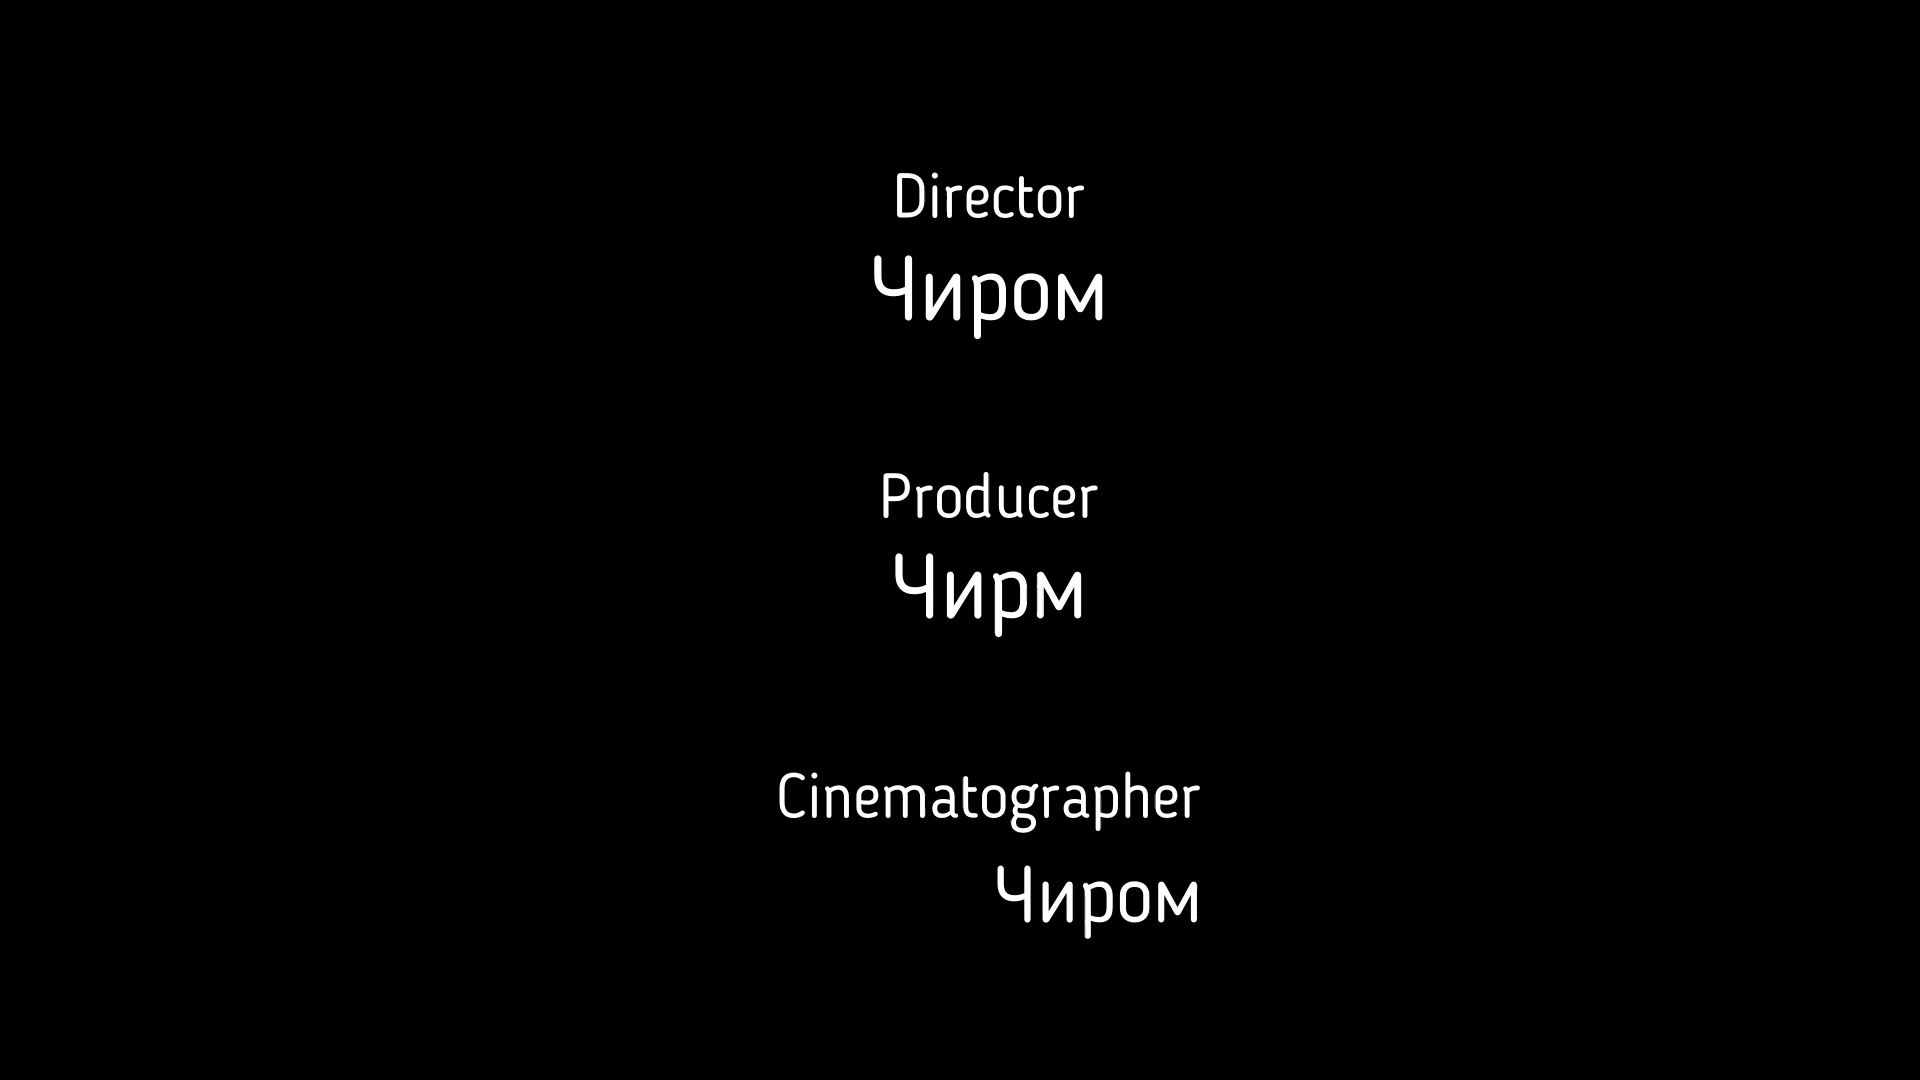 Director
Чиром
Producer
Чирм
Cinematographer
Чиром